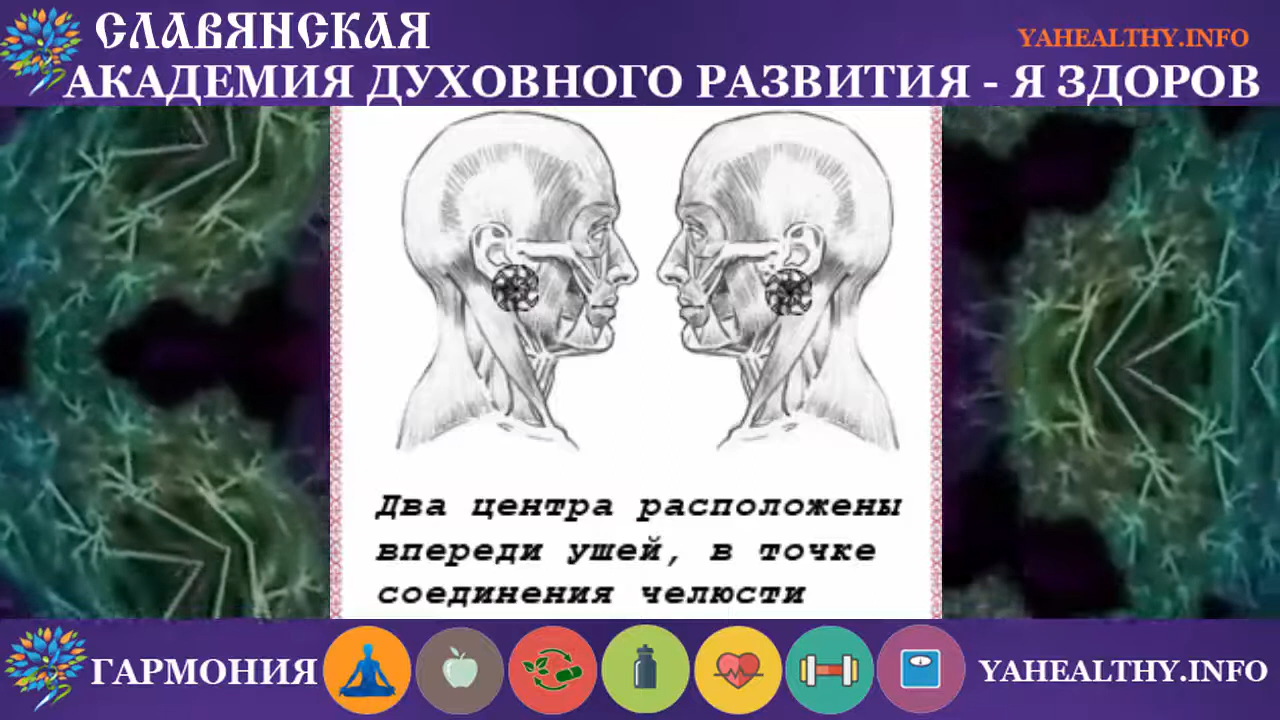 СЛАВЯНСКАЯ
YAHEALTHY.INFO
АКАДЕМИЯ ДУХОВНОГО РАЗВИТИЯ - Я ЗДОРОВ
Два центра расположены
впереди ушей, в точке
соединения челюсти
ГАРМОНИЯ
YAHEALTHY.INFO